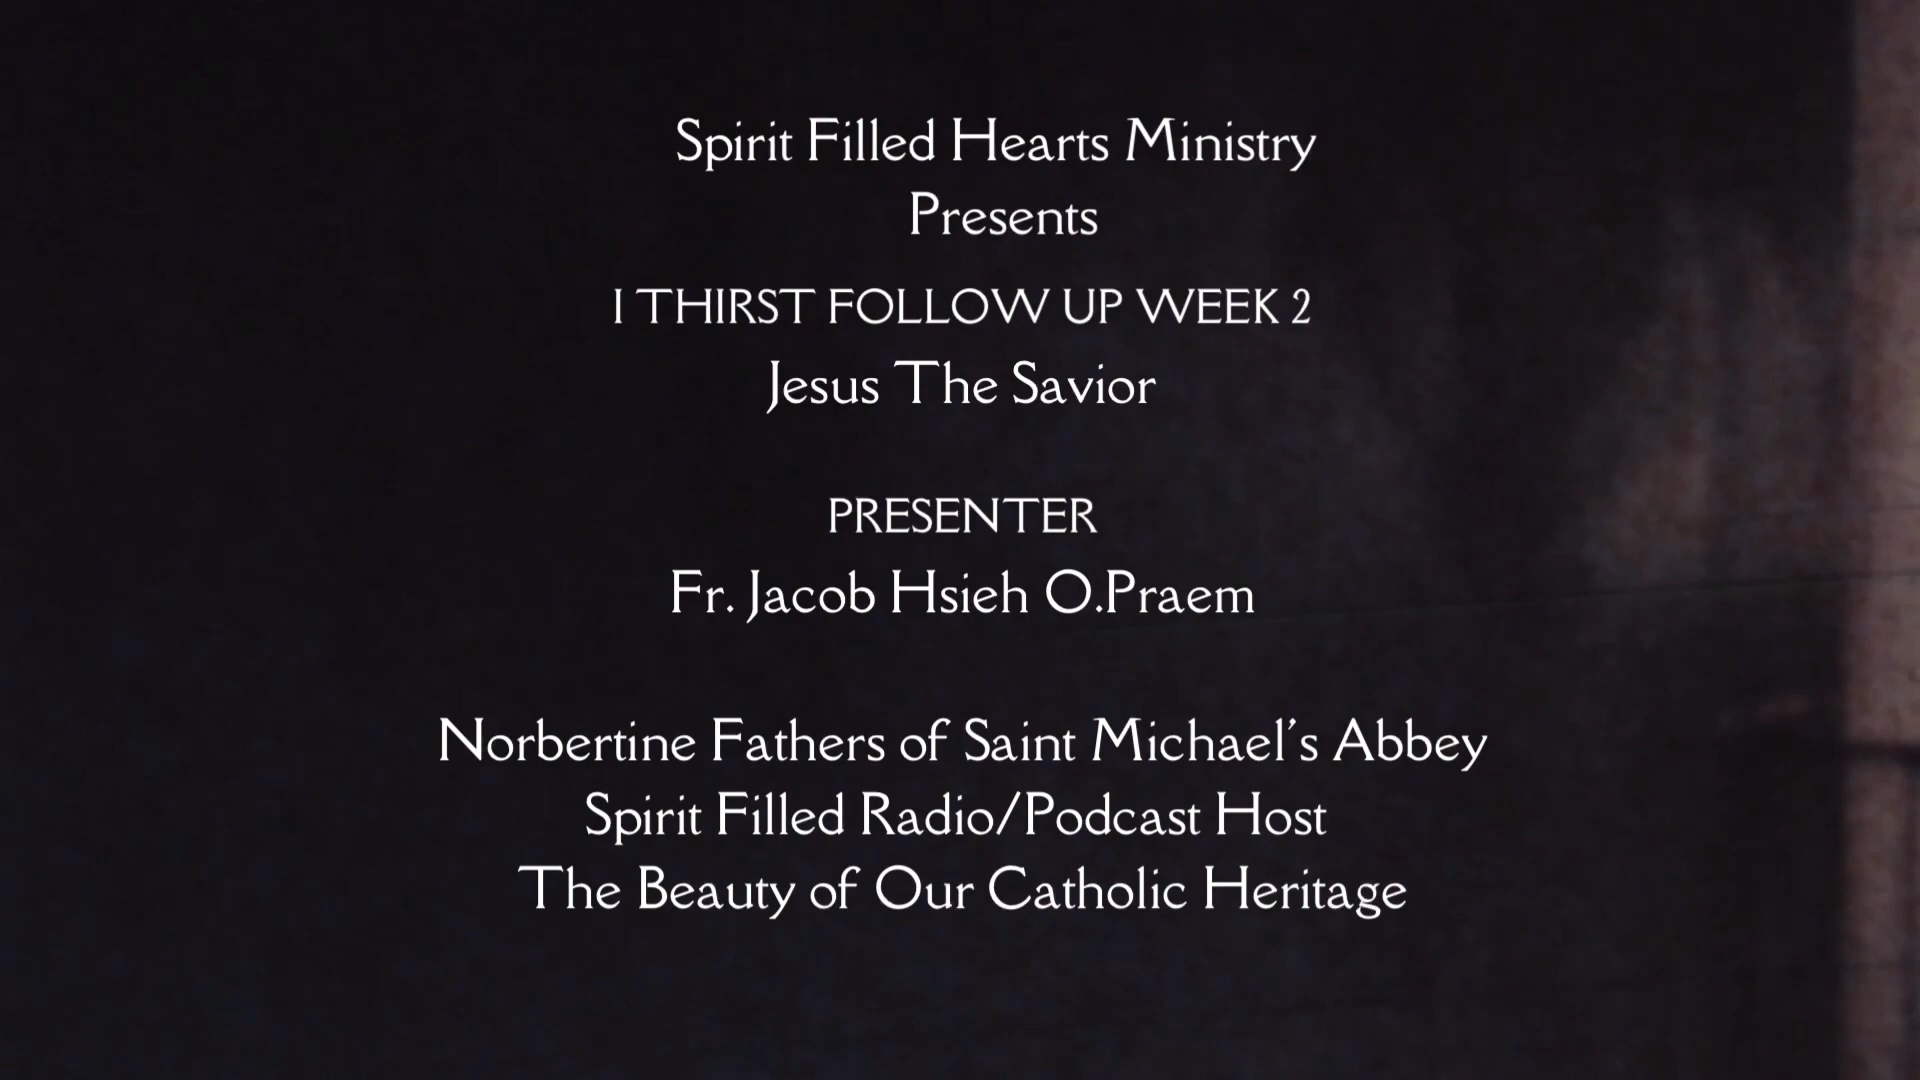 Spirit Filled Hearts Ministry
Presents
I THIRST FOLLOW UP WEEK 2
Jesus The Savior
PRESENTER
Fr. Jacob Hsieh O.Praem
Norbertine Fathers of Saint Michael's Abbey
Spirit Filled Radio/Podcast Host
The Beauty of Our Catholic Heritage